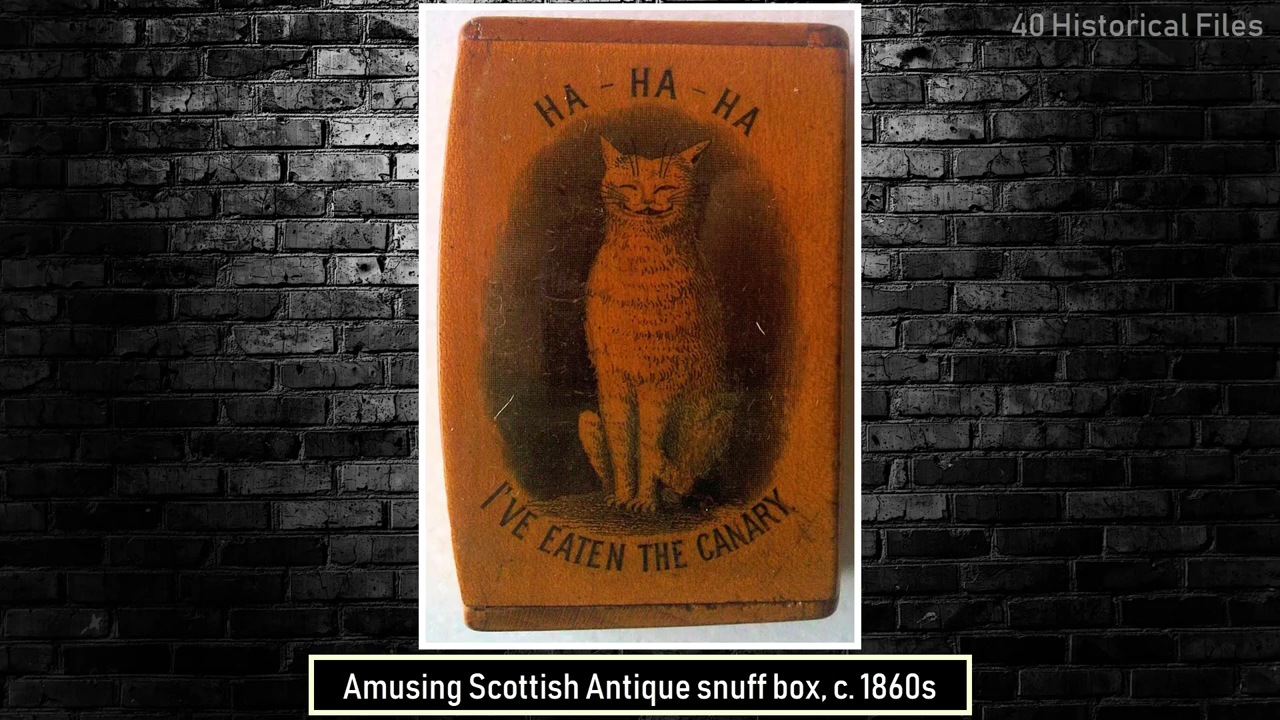 40 Historical Files
HA - HA - HA
I'VE EATEN THE CANARY.
Amusing Scottish Antique snuff box, c. 1860s